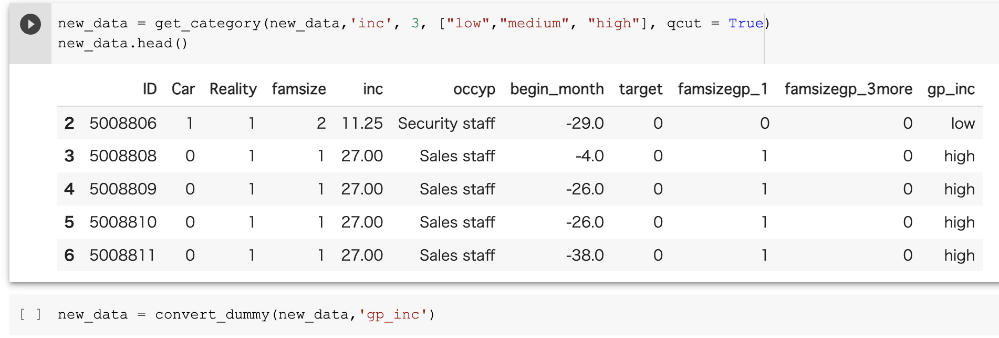 new_data = get_category(new_data,'inc', 3, ["low","medium", "high"], qcut = True)
new_data.head()
ID Car Reality famsize inc occyp begin_month target famsizegp_1 famsizegp_3more gp_inc
2 5008806 1 1 2 11.25 Security staff -29.0 0 0 0 low
3 5008808 0 1 1 27.00 Sales staff -4.0 0 1 0 high
4 5008809 0 1 1 27.00 Sales staff -26.0 0 1 0 high
5 5008810 0 1 1 27.00 Sales staff -26.0 0 1 0 high
6 5008811 0 1 1 27.00 Sales staff -38.0 0 1 0 high
[ ] new_data = convert_dummy(new_data,'gp_inc')